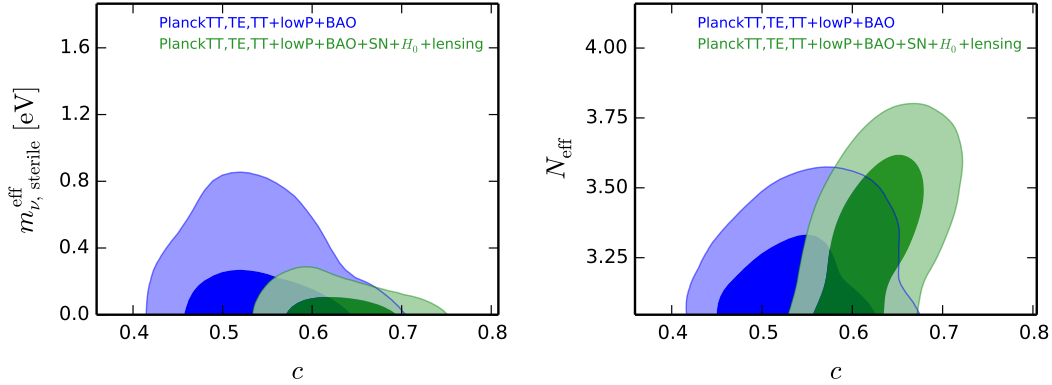 PlanckTT,TE,TT+lowP+BAO
PlanckTT,TE,TT+lowP+BAO+SN+H₀+lensing
1.6
1.2
0.8
0.4
0.0
0.4 0.5 0.6 0.7 0.8
m^eff_ν, sterile [eV]
c
PlanckTT,TE,TT+lowP+BAO
PlanckTT,TE,TT+lowP+BAO+SN+H₀+lensing
4.00
3.75
3.50
3.25
0.4 0.5 0.6 0.7 0.8
N_eff
c